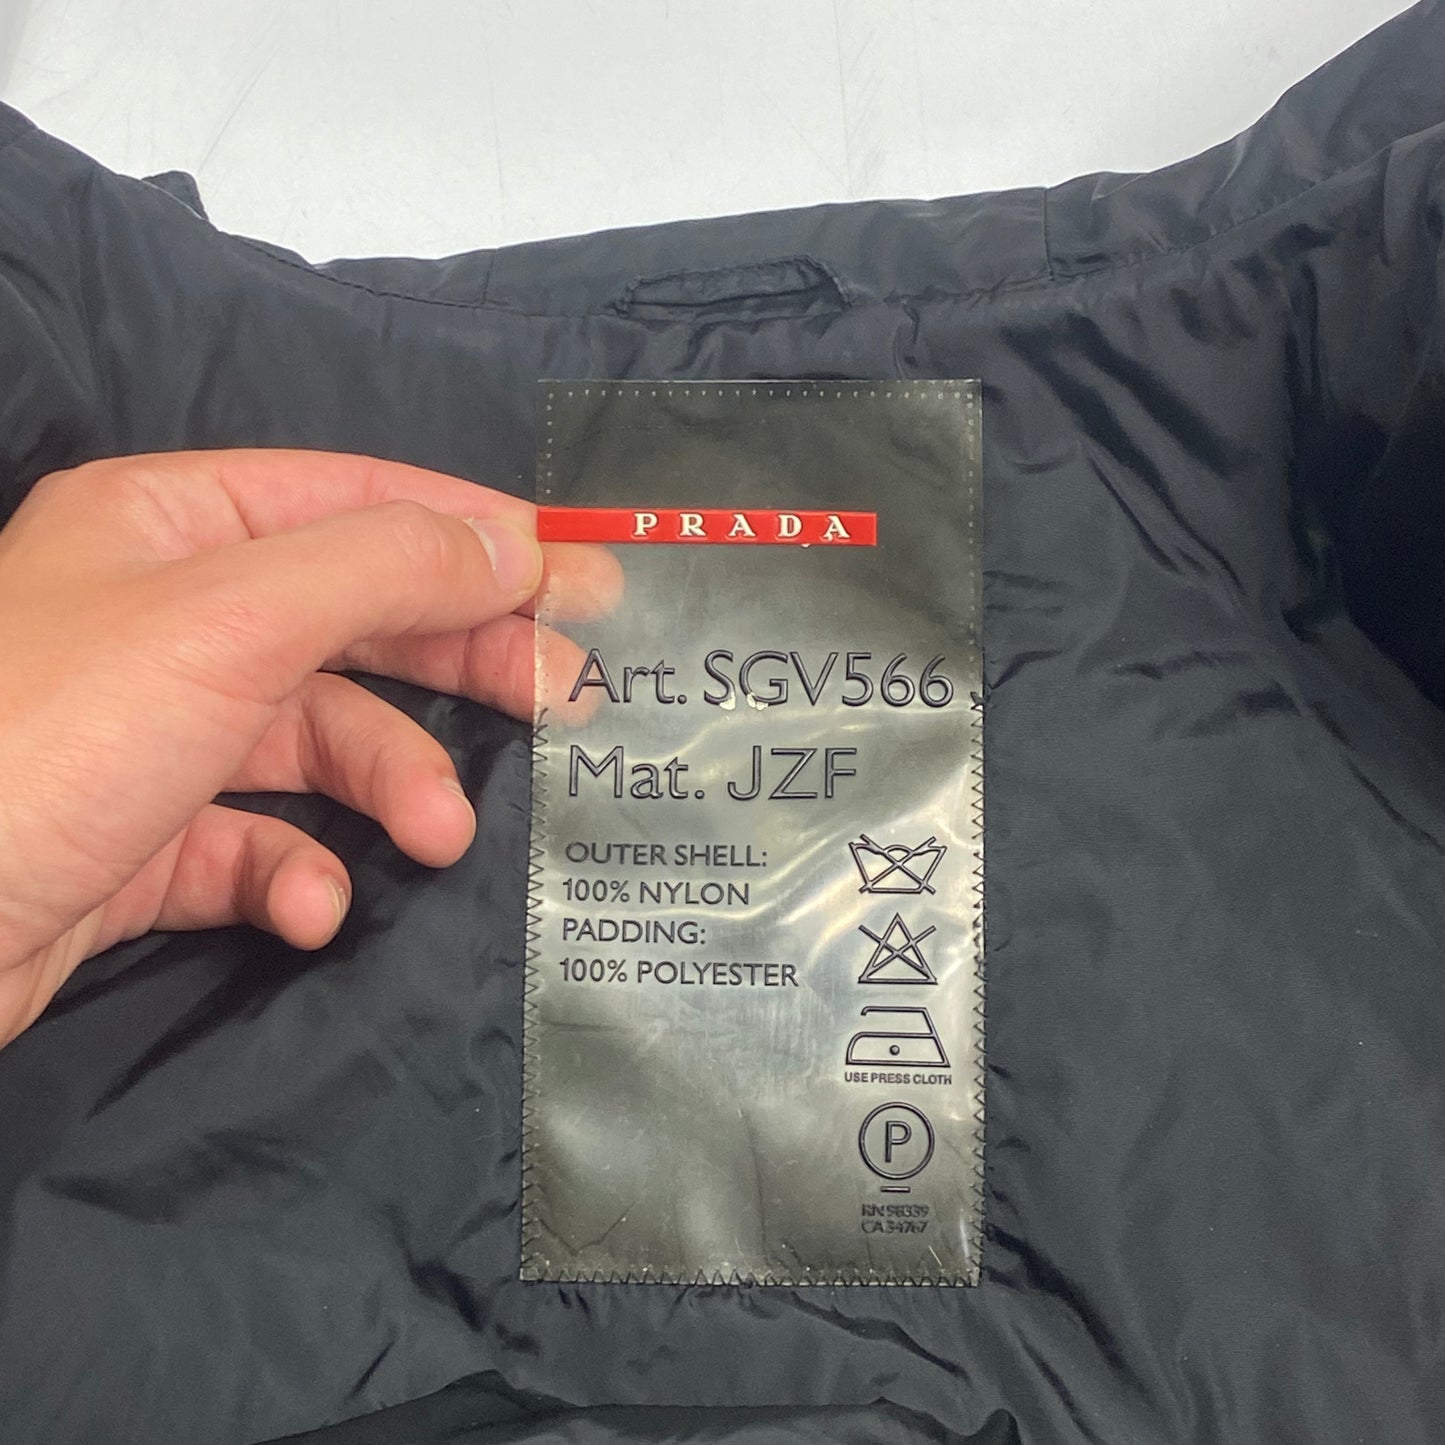 PRADA
Art. SGV566
Mat. JZF
OUTER SHELL:
100% NYLON
PADDING:
100% POLYESTER
USE PRESS CLOTH
P
RN 98339
CA 34767